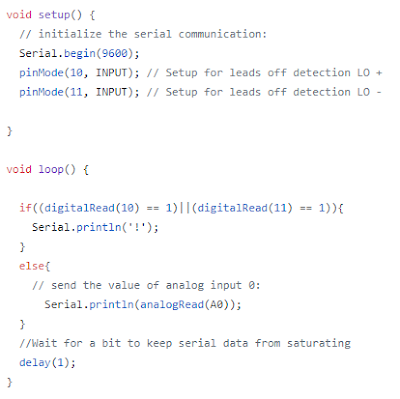 void setup() {
// initialize the serial communication:
Serial.begin(9600);
pinMode(10, INPUT); // Setup for leads off detection LO +
pinMode(11, INPUT); // Setup for leads off detection LO -
}
void loop() {
if((digitalRead(10) == 1)||(digitalRead(11) == 1)){
Serial.println('!');
}
else{
// send the value of analog input 0:
Serial.println(analogRead(A0));
}
//Wait for a bit to keep serial data from saturating
delay(1);
}